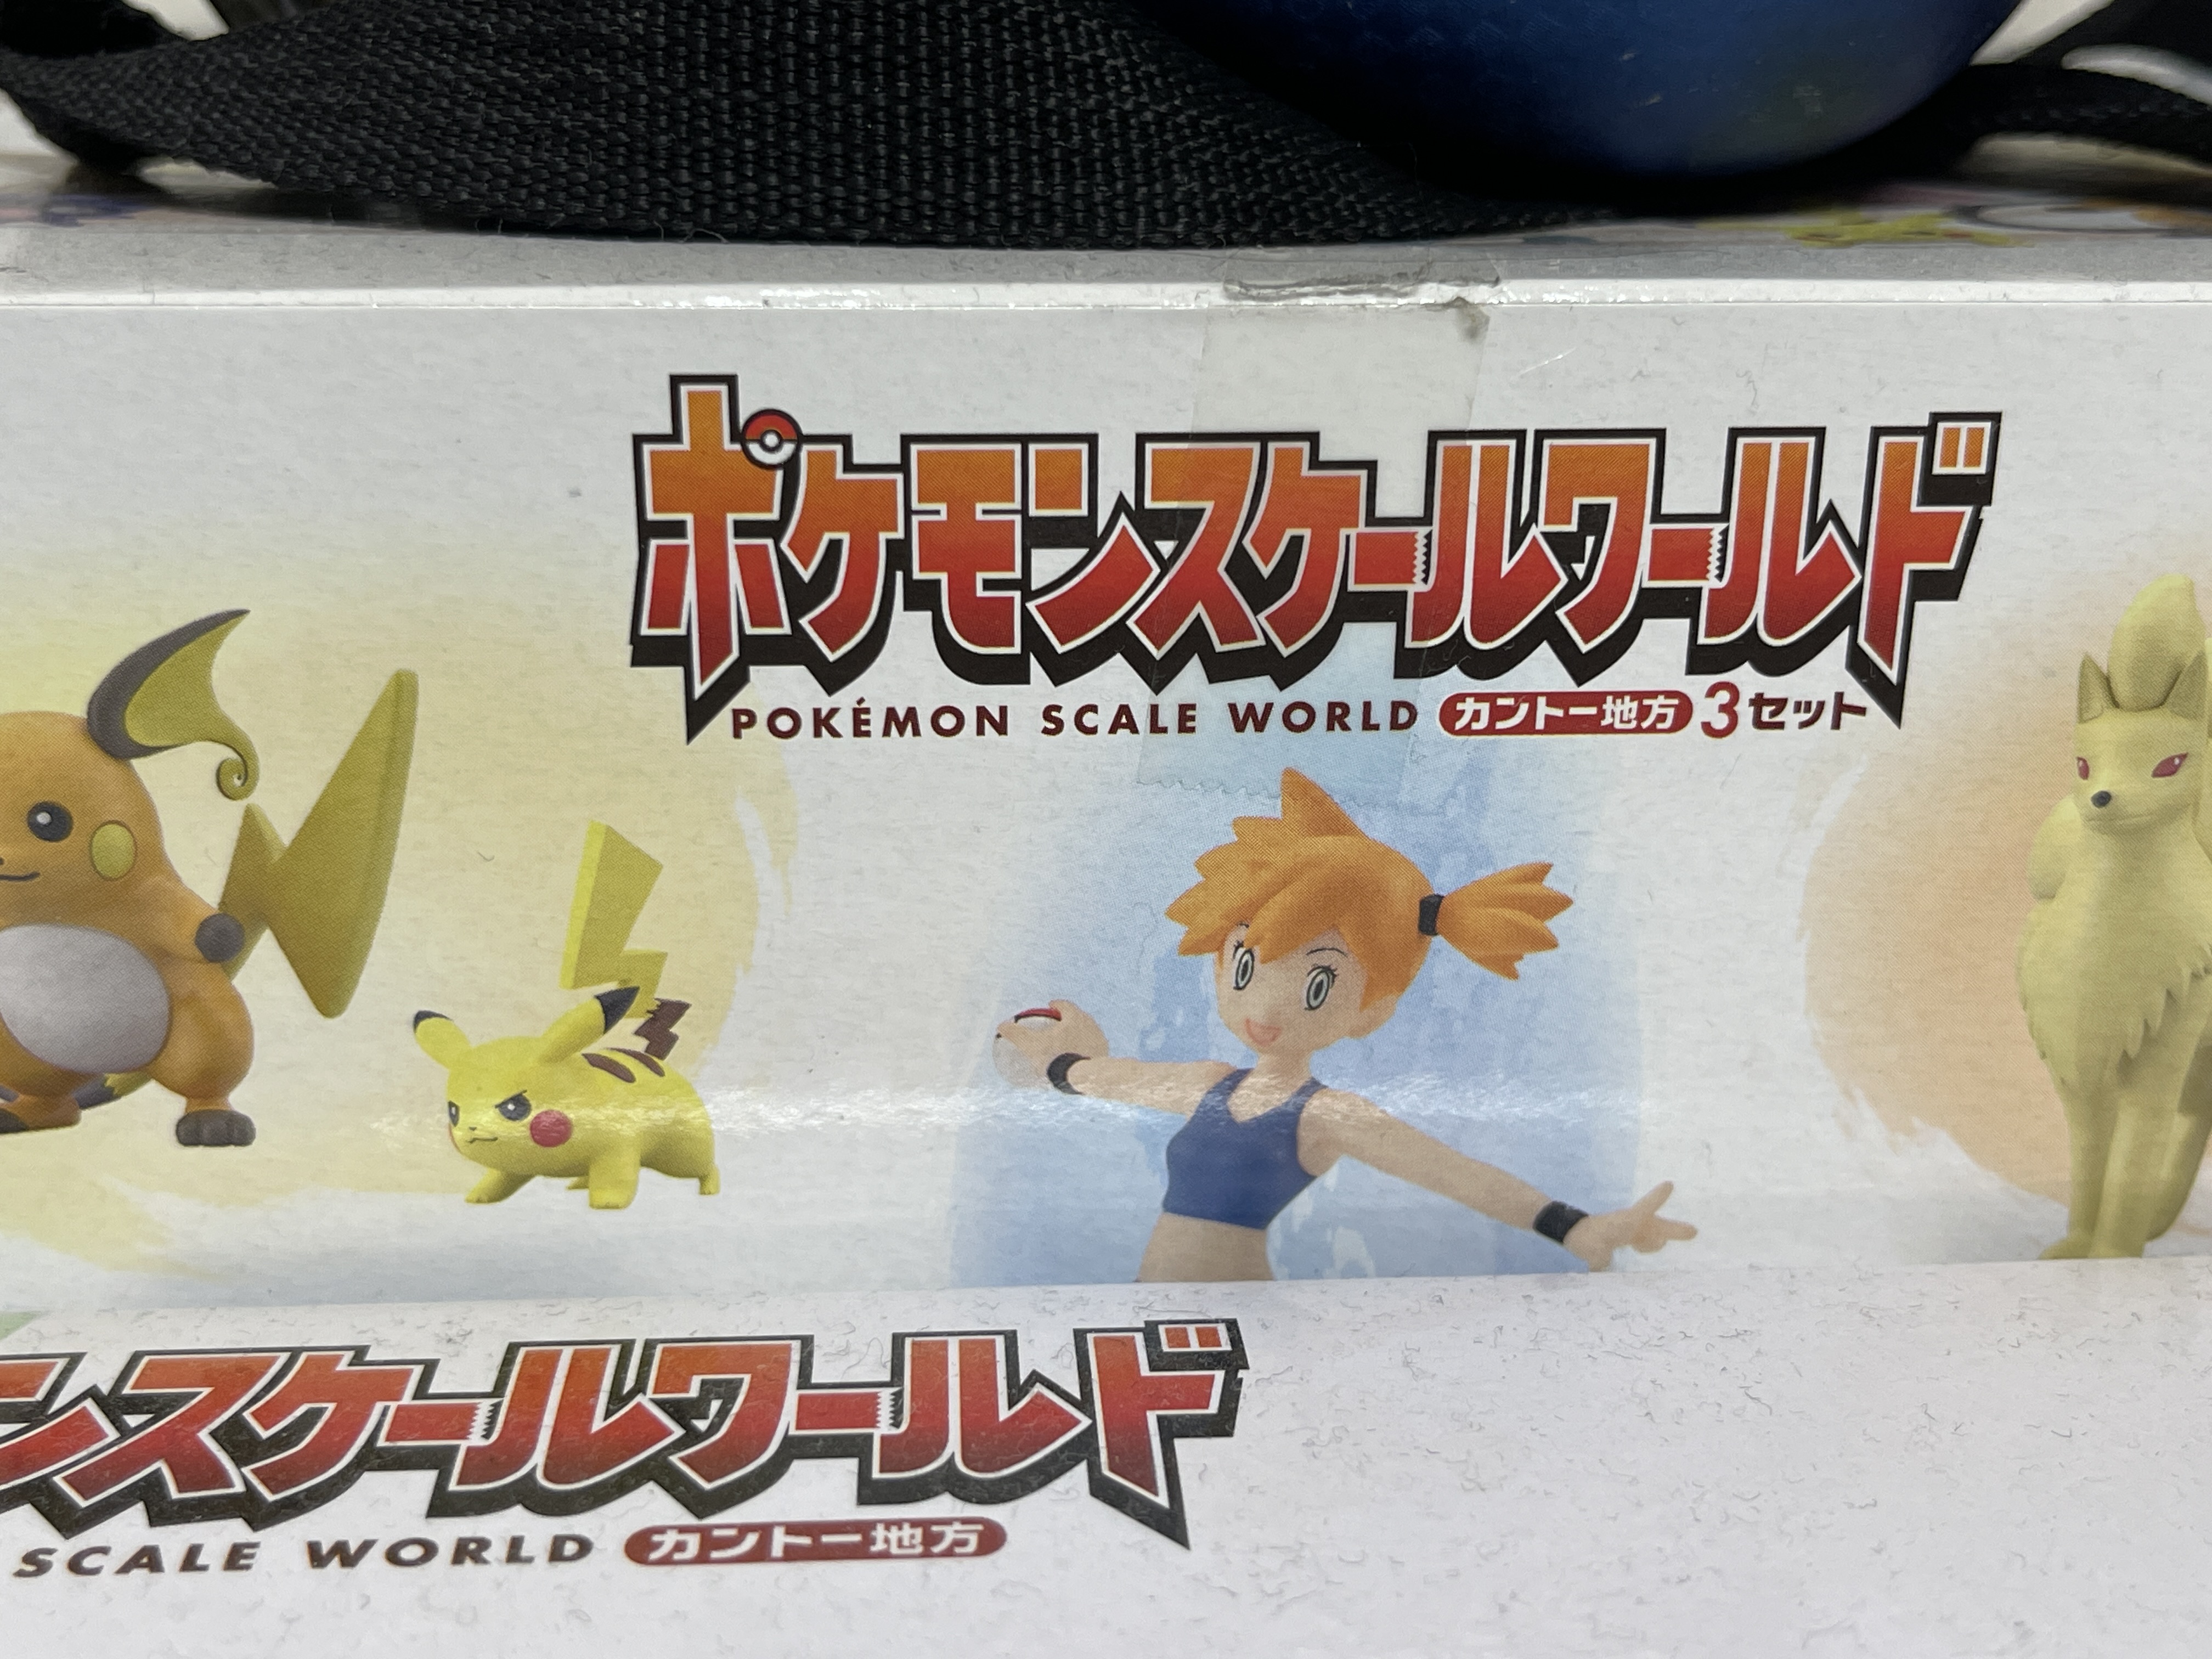 ポケモンスケールワールド
POKÉMON SCALE WORLD カントー地方 3セット
ンスケールワールド
SCALE WORLD カントー地方